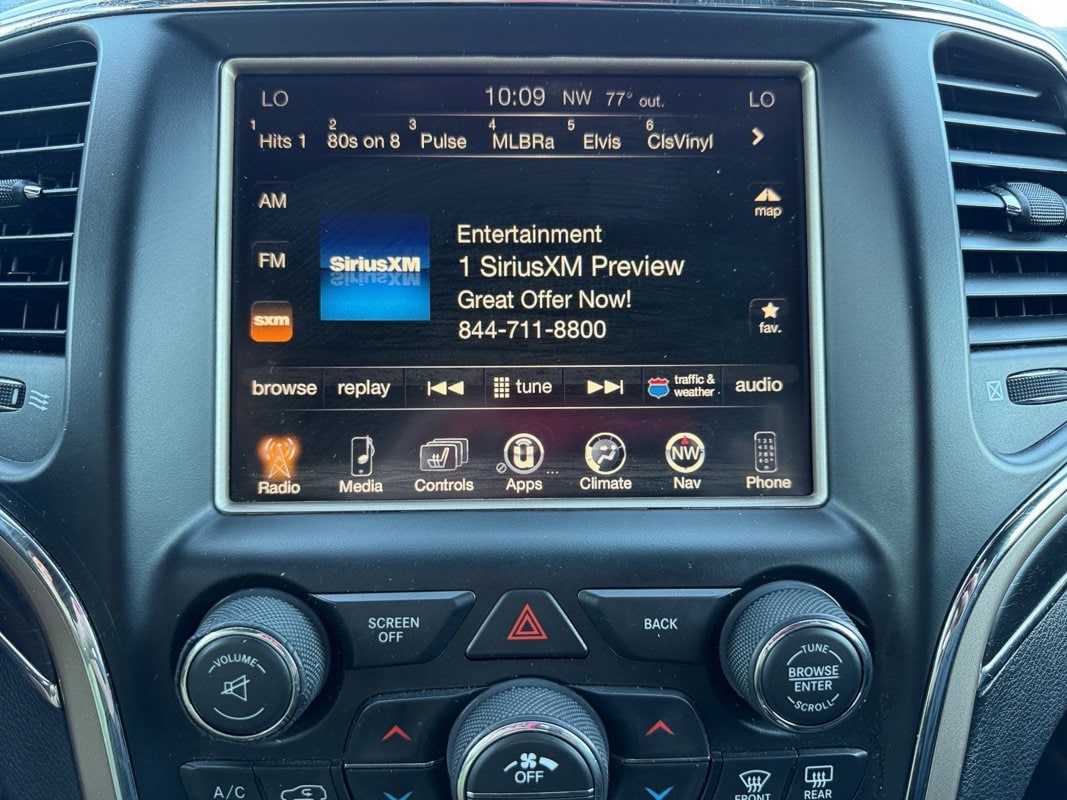 LO 10:09 NW 77° out. LO
1 Hits 1 2 80s on 8 3 Pulse 4 MLBRa 5 Elvis 6 ClsVinyl
AM
map
Entertainment
SiriusXM
1 SiriusXM Preview
FM
Great Offer Now!
sxm
fav.
844-711-8800
browse replay tune traffic & weather audio
NW
Radio Media Controls Apps Climate Nav Phone
SCREEN OFF
BACK
VOLUME
TUNE
BROWSE
ENTER
SCROLL
OFF
A/C
FRONT
REAR